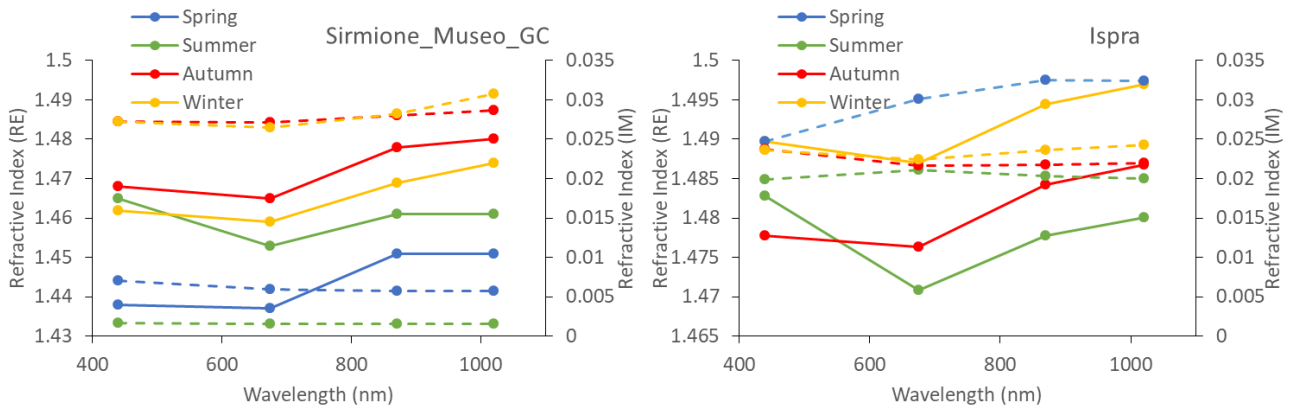 Spring
Summer
Autumn
Winter
Sirmione_Museo_GC
1.5
1.49
1.48
1.47
1.46
1.45
1.44
1.43
Refractive Index (RE)
0.035
0.03
0.025
0.02
0.015
0.01
0.005
0
Refractive Index (IM)
400
600
800
1000
Wavelength (nm)
Spring
Summer
Autumn
Winter
Ispra
1.5
1.495
1.49
1.485
1.48
1.475
1.47
1.465
Refractive Index (RE)
0.035
0.03
0.025
0.02
0.015
0.01
0.005
0
Refractive Index (IM)
400
600
800
1000
Wavelength (nm)